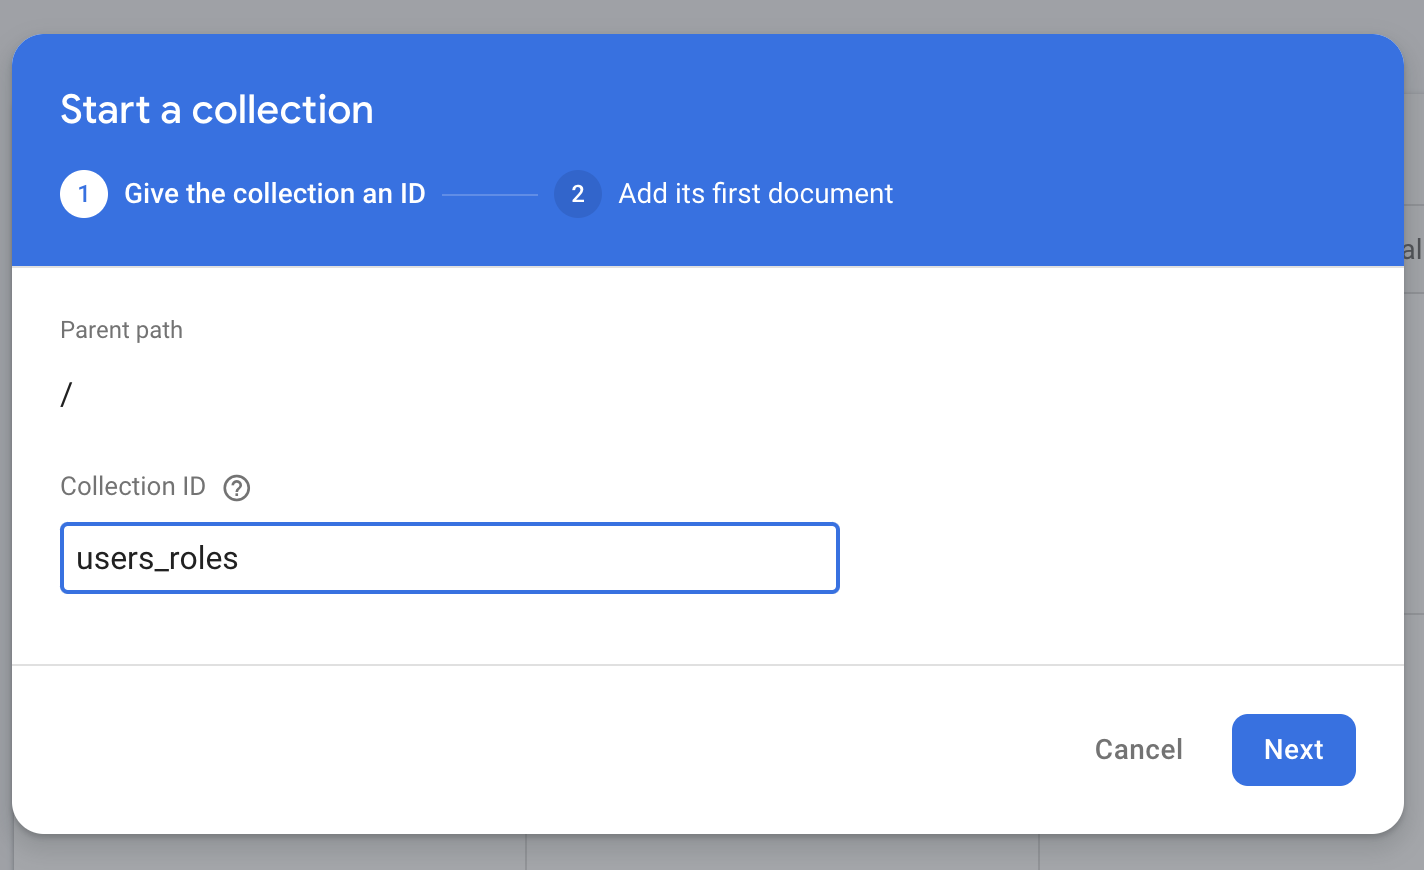 Start a collection
1 Give the collection an ID 2 Add its first document
Parent path
/
Collection ID ?
users_roles
Cancel Next
al